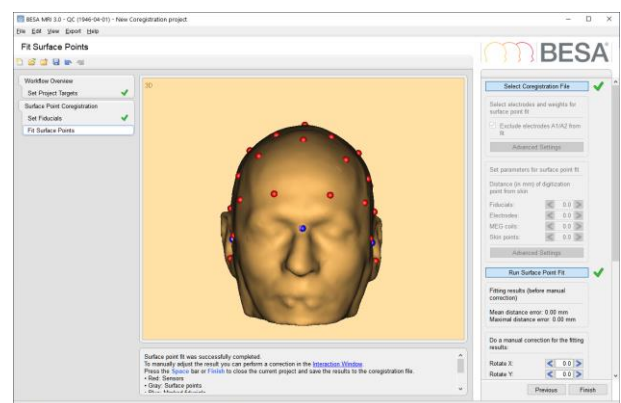 BESA MRI 3.0 - QC (1946-04-01) - New Coregistration project
File Edit View Export Help
Fit Surface Points
BESA
Workflow Overview
Set Project Targets
Surface Point Coregistration
Set Fiducials
Fit Surface Points
3D
Select Coregistration File
Select electrodes and weights for
surface point fit
Exclude electrodes A1/A2 from
fit
Advanced Settings
Set parameters for surface point fit
Distance (in mm) of digitization
point from skin
Fiducials: 0.0
Electrodes: 0.0
MEG-coils: 0.0
Skin points: 0.0
Advanced Settings
Run Surface Point Fit
Fitting results (before manual
correction)
Mean distance error: 0.00 mm
Maximal distance error: 0.00 mm
Do a manual correction for the fitting
results:
Rotate X: 0.0
Rotate Y: 0.0
Surface point fit was successfully completed.
To manually adjust the result you can perform a correction in the Interaction Window.
Press the Space bar or Finish to close the current project and save the results to the coregistration file.
• Red: Sensors
• Gray: Surface points
• Blue: Marked fiducials
Previous Finish